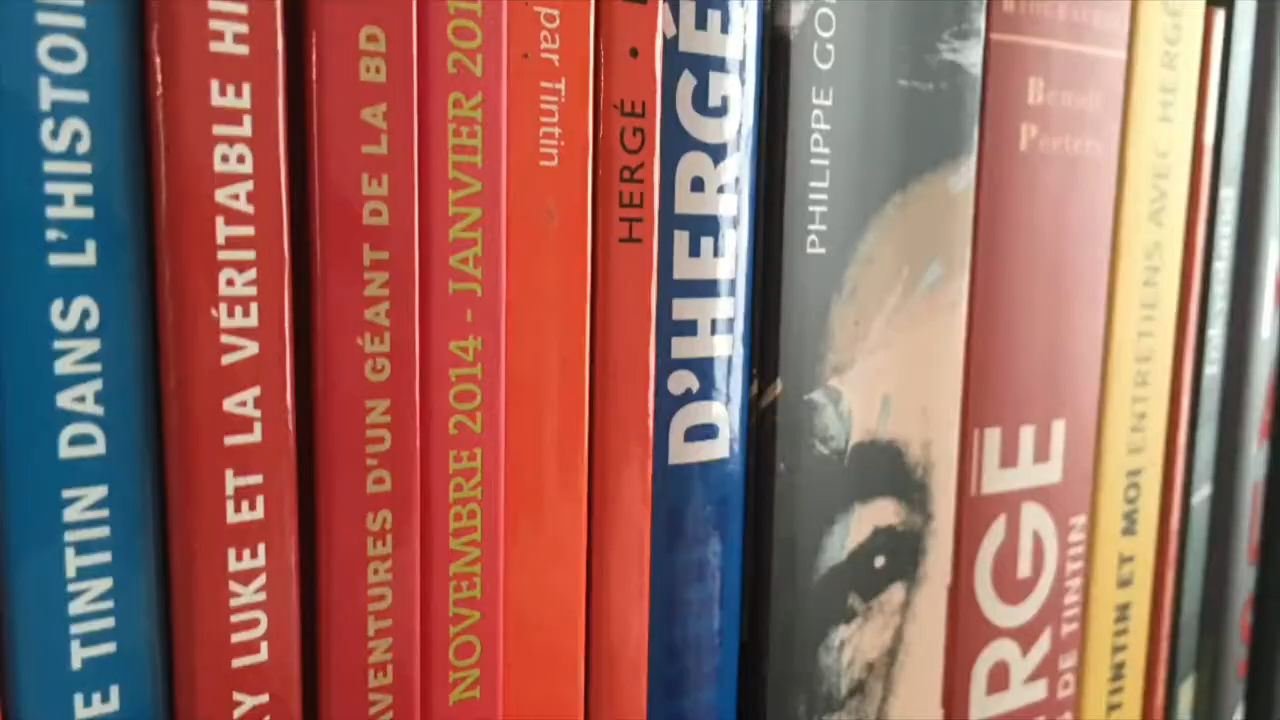 E TINTIN DANS L'HISTOI
Y LUKE ET LA VÉRITABLE HI
AVENTURES D'UN GÉANT DE LA BD
NOVEMBRE 2014 - JANVIER 201
par Tintin
HERGÉ •
D'HERGÉ
PHILIPPE GO
Benoît
Peeters
RGÉ
DE TINTIN
TINTIN ET MOI ENTRETIENS AVEC HERGÉ